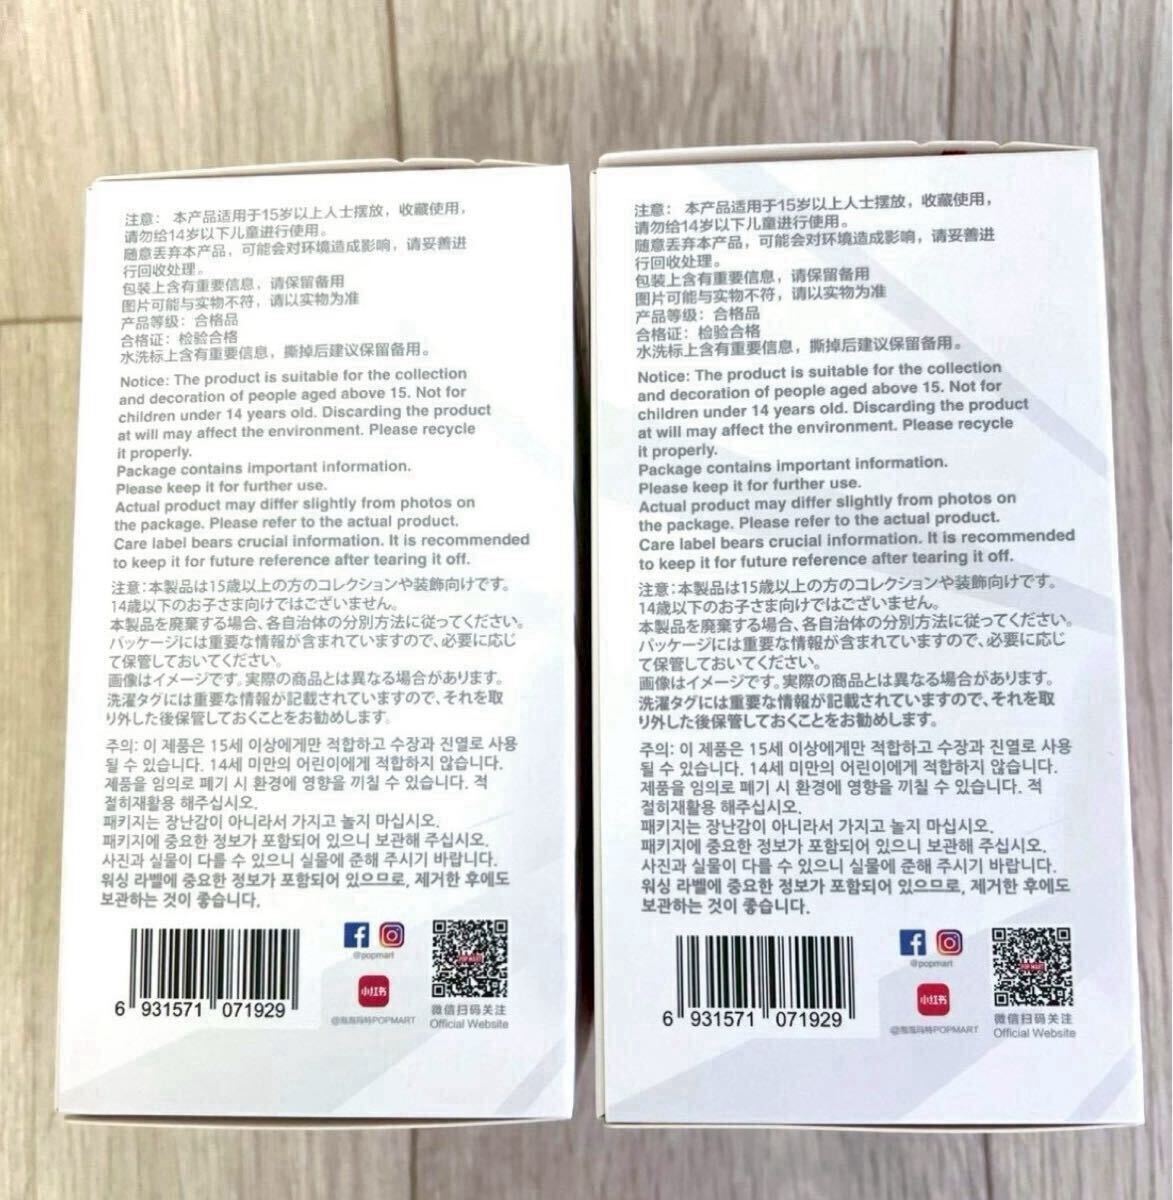 注意： 本产品适用于15岁以上人士摆放，收藏使用，
请勿给14岁以下儿童进行使用。
随意丢弃本产品，可能会对环境造成影响，请妥善进
行回收处理。
包装上含有重要信息，请保留备用
图片可能与实物不符，请以实物为准
产品等级：合格品
合格证：检验合格
水洗标上含有重要信息，撕掉后建议保留备用。
Notice: The product is suitable for the collection
and decoration of people aged above 15. Not for
children under 14 years old. Discarding the product
at will may affect the environment. Please recycle
it properly.
Package contains important information.
Please keep it for further use.
Actual product may differ slightly from photos on
the package. Please refer to the actual product.
Care label bears crucial information. It is recommended
to keep it for future reference after tearing it off.
注意：本製品は15歳以上の方のコレクションや装飾向けです。
14歳以下のお子さま向けではございません。
本製品を廃棄する場合、各自治体の分別方法に従ってください。
パッケージには重要な情報が含まれていますので、必要に応じ
て保管しておいてください。
画像はイメージです。実際の商品とは異なる場合があります。
洗濯タグには重要な情報が記載されていますので、それを取
り外した後保管しておくことをお勧めします。
주의: 이 제품은 15세 이상에게만 적합하고 수장과 진열로 사용
될 수 있습니다. 14세 미만의 어린이에게 적합하지 않습니다.
제품을 임의로 폐기 시 환경에 영향을 끼칠 수 있습니다. 적
절히재활용 해주십시오.
패키지는 장난감이 아니라서 가지고 놀지 마십시오.
패키지에 중요한 정보가 포함되어 있으니 보관해 주십시오.
사진과 실물이 다를 수 있으니 실물에 준해 주시기 바랍니다.
워싱 라벨에 중요한 정보가 포함되어 있으므로, 제거한 후에도
보관하는 것이 좋습니다.
6 931571 071929
@popmart
小红书
@泡泡玛特POPMART
POP MART
微信扫码关注
Official Website
注意： 本产品适用于15岁以上人士摆放，收藏使用，
请勿给14岁以下儿童进行使用。
随意丢弃本产品，可能会对环境造成影响，请妥善进
行回收处理。
包装上含有重要信息，请保留备用
图片可能与实物不符，请以实物为准
产品等级：合格品
合格证：检验合格
水洗标上含有重要信息，撕掉后建议保留备用。
Notice: The product is suitable for the collection
and decoration of people aged above 15. Not for
children under 14 years old. Discarding the product
at will may affect the environment. Please recycle
it properly.
Package contains important information.
Please keep it for further use.
Actual product may differ slightly from photos on
the package. Please refer to the actual product.
Care label bears crucial information. It is recommended
to keep it for future reference after tearing it off.
注意：本製品は15歳以上の方のコレクションや装飾向けです。
14歳以下のお子さま向けではございません。
本製品を廃棄する場合、各自治体の分別方法に従ってください。
パッケージには重要な情報が含まれていますので、必要に応じ
て保管しておいてください。
画像はイメージです。実際の商品とは異なる場合があります。
洗濯タグには重要な情報が記載されていますので、それを取
り外した後保管しておくことをお勧めします。
주의: 이 제품은 15세 이상에게만 적합하고 수장과 진열로 사용
될 수 있습니다. 14세 미만의 어린이에게 적합하지 않습니다.
제품을 임의로 폐기 시 환경에 영향을 끼칠 수 있습니다. 적
절히재활용 해주십시오.
패키지는 장난감이 아니라서 가지고 놀지 마십시오.
패키지에 중요한 정보가 포함되어 있으니 보관해 주십시오.
사진과 실물이 다를 수 있으니 실물에 준해 주시기 바랍니다.
워싱 라벨에 중요한 정보가 포함되어 있으므로, 제거한 후에도
보관하는 것이 좋습니다.
6 931571 071929
@popmart
小红书
@泡泡玛特POPMART
POP MART
微信扫码关注
Official Website